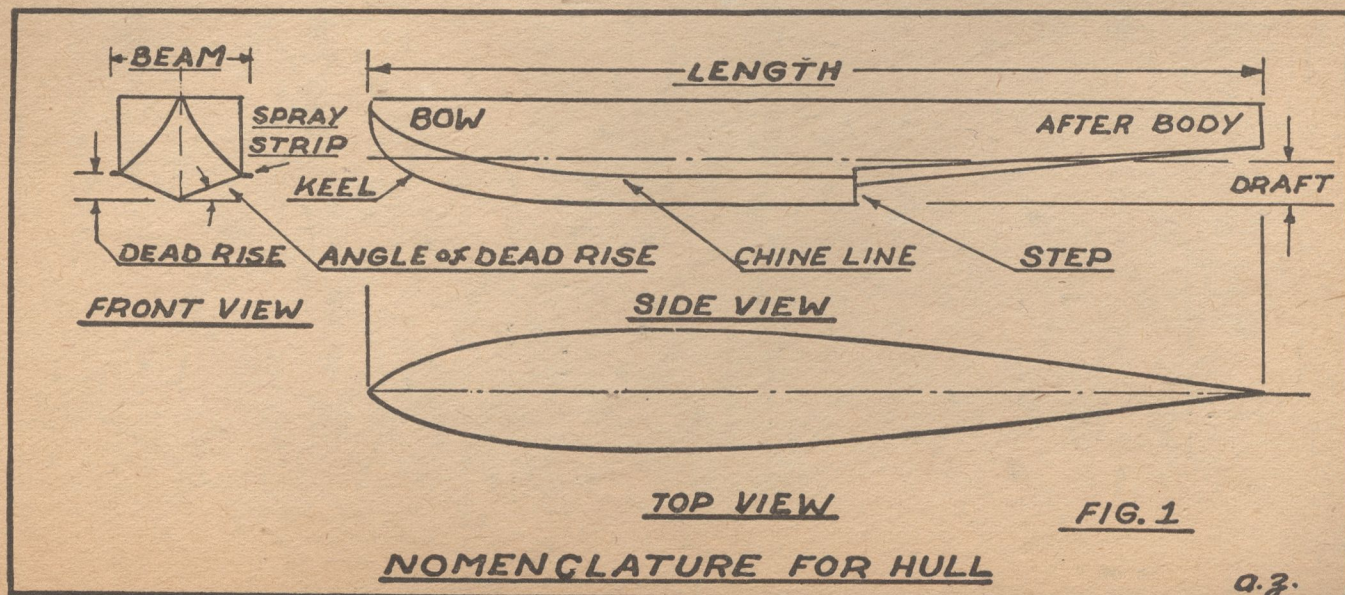 BEAM
LENGTH
SPRAY
STRIP
BOW
AFTER BODY
KEEL
DRAFT
DEAD RISE
ANGLE of DEAD RISE
CHINE LINE
STEP
FRONT VIEW
SIDE VIEW
TOP VIEW
FIG. 1
NOMENCLATURE FOR HULL
a.z.